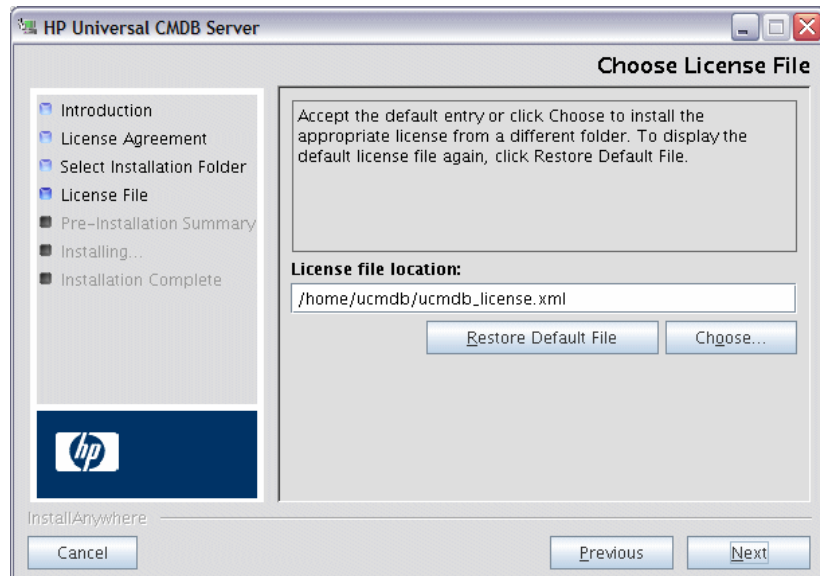 HP Universal CMDB Server
Choose License File
Introduction
License Agreement
Select Installation Folder
License File
Pre-Installation Summary
Installing...
Installation Complete
Accept the default entry or click Choose to install the
appropriate license from a different folder. To display the
default license file again, click Restore Default File.
License file location:
/home/ucmdb/ucmdb_license.xml
Restore Default File
Choose...
hp
InstallAnywhere
Cancel
Previous
Next